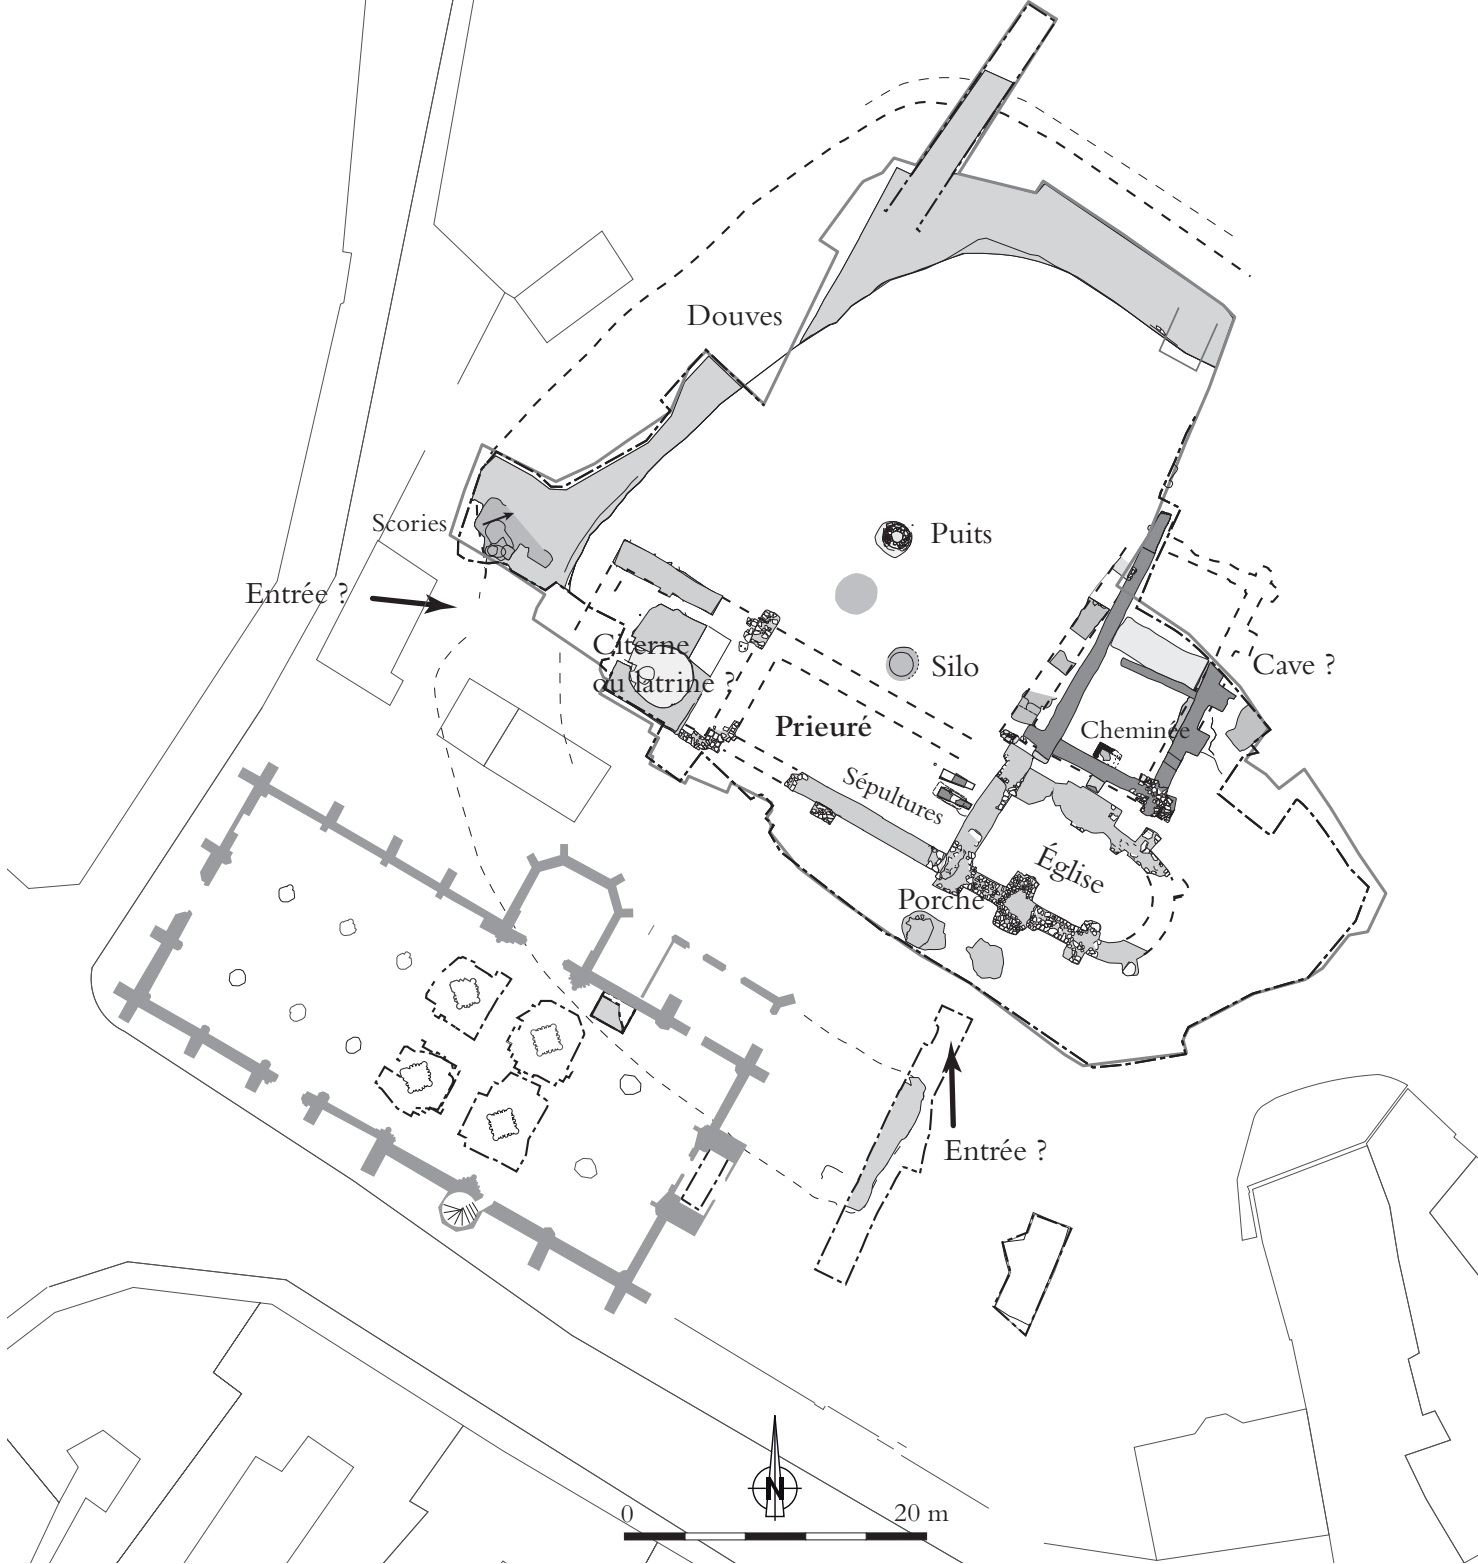 Douves
Scories
Puits
Entrée ?
Citerne
ou latrine ?
Silo
Cave ?
Prieuré
Cheminée
Sépultures
Église
Porche
Entrée ?
N
0
20 m